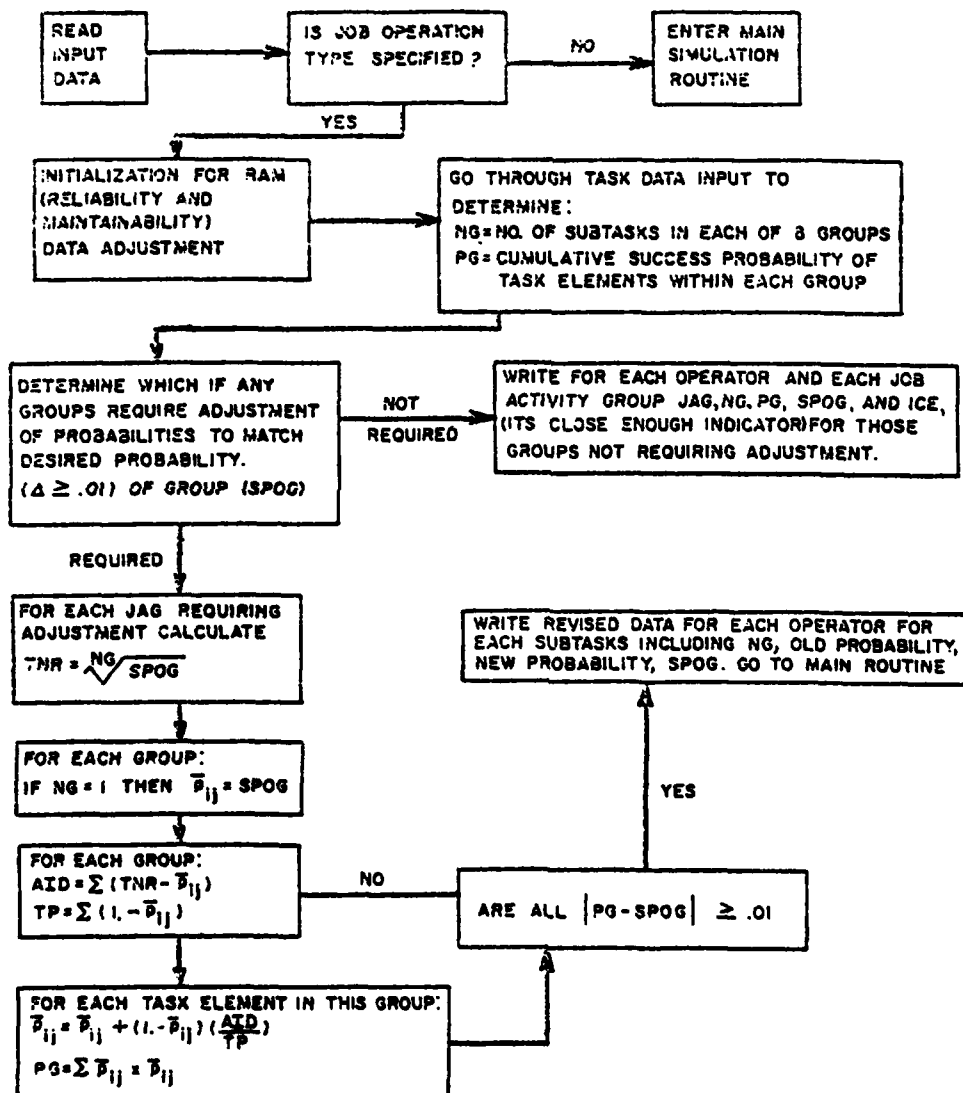 READ
INPUT
DATA
IS JOB OPERATION
TYPE SPECIFIED ?
NO
ENTER MAIN
SIMULATION
ROUTINE
YES
INITIALIZATION FOR RAM
(RELIABILITY AND
MAINTAINABILITY)
DATA ADJUSTMENT
GO THROUGH TASK DATA INPUT TO
DETERMINE:
NG=NO. OF SUBTASKS IN EACH OF 8 GROUPS
PG= CUMULATIVE SUCCESS PROBABILITY OF
TASK ELEMENTS WITHIN EACH GROUP
DETERMINE WHICH IF ANY
GROUPS REQUIRE ADJUSTMENT
OF PROBABILITIES TO MATCH
DESIRED PROBABILITY.
(Δ ≥ .01) OF GROUP (SPOG)
NOT
REQUIRED
WRITE FOR EACH OPERATOR AND EACH JOB
ACTIVITY GROUP JAG, NG, PG, SPOG, AND ICE,
(ITS CLOSE ENOUGH INDICATOR) FOR THOSE
GROUPS NOT REQUIRING ADJUSTMENT.
REQUIRED
FOR EACH JAG REQUIRING
ADJUSTMENT CALCULATE
TNR = NG√SPOG
WRITE REVISED DATA FOR EACH OPERATOR FOR
EACH SUBTASKS INCLUDING NG, OLD PROBABILITY,
NEW PROBABILITY, SPOG. GO TO MAIN ROUTINE
FOR EACH GROUP:
IF NG = 1 THEN p̄ij = SPOG
YES
FOR EACH GROUP:
AID = Σ (TNR - p̄ij)
TP = Σ (1. - p̄ij)
NO
ARE ALL |PG-SPOG| ≥ .01
FOR EACH TASK ELEMENT IN THIS GROUP:
p̄ij = p̄ij + (1. - p̄ij) (AID/TP)
PG = Σ p̄ij x p̄ij